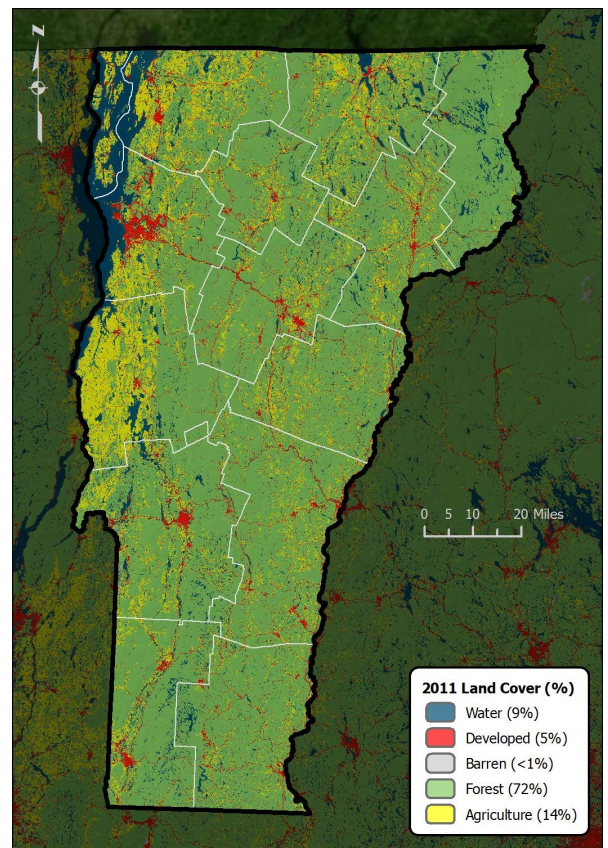 N
0 5 10 20 Miles
2011 Land Cover (%)
Water (9%)
Developed (5%)
Barren (<1%)
Forest (72%)
Agriculture (14%)